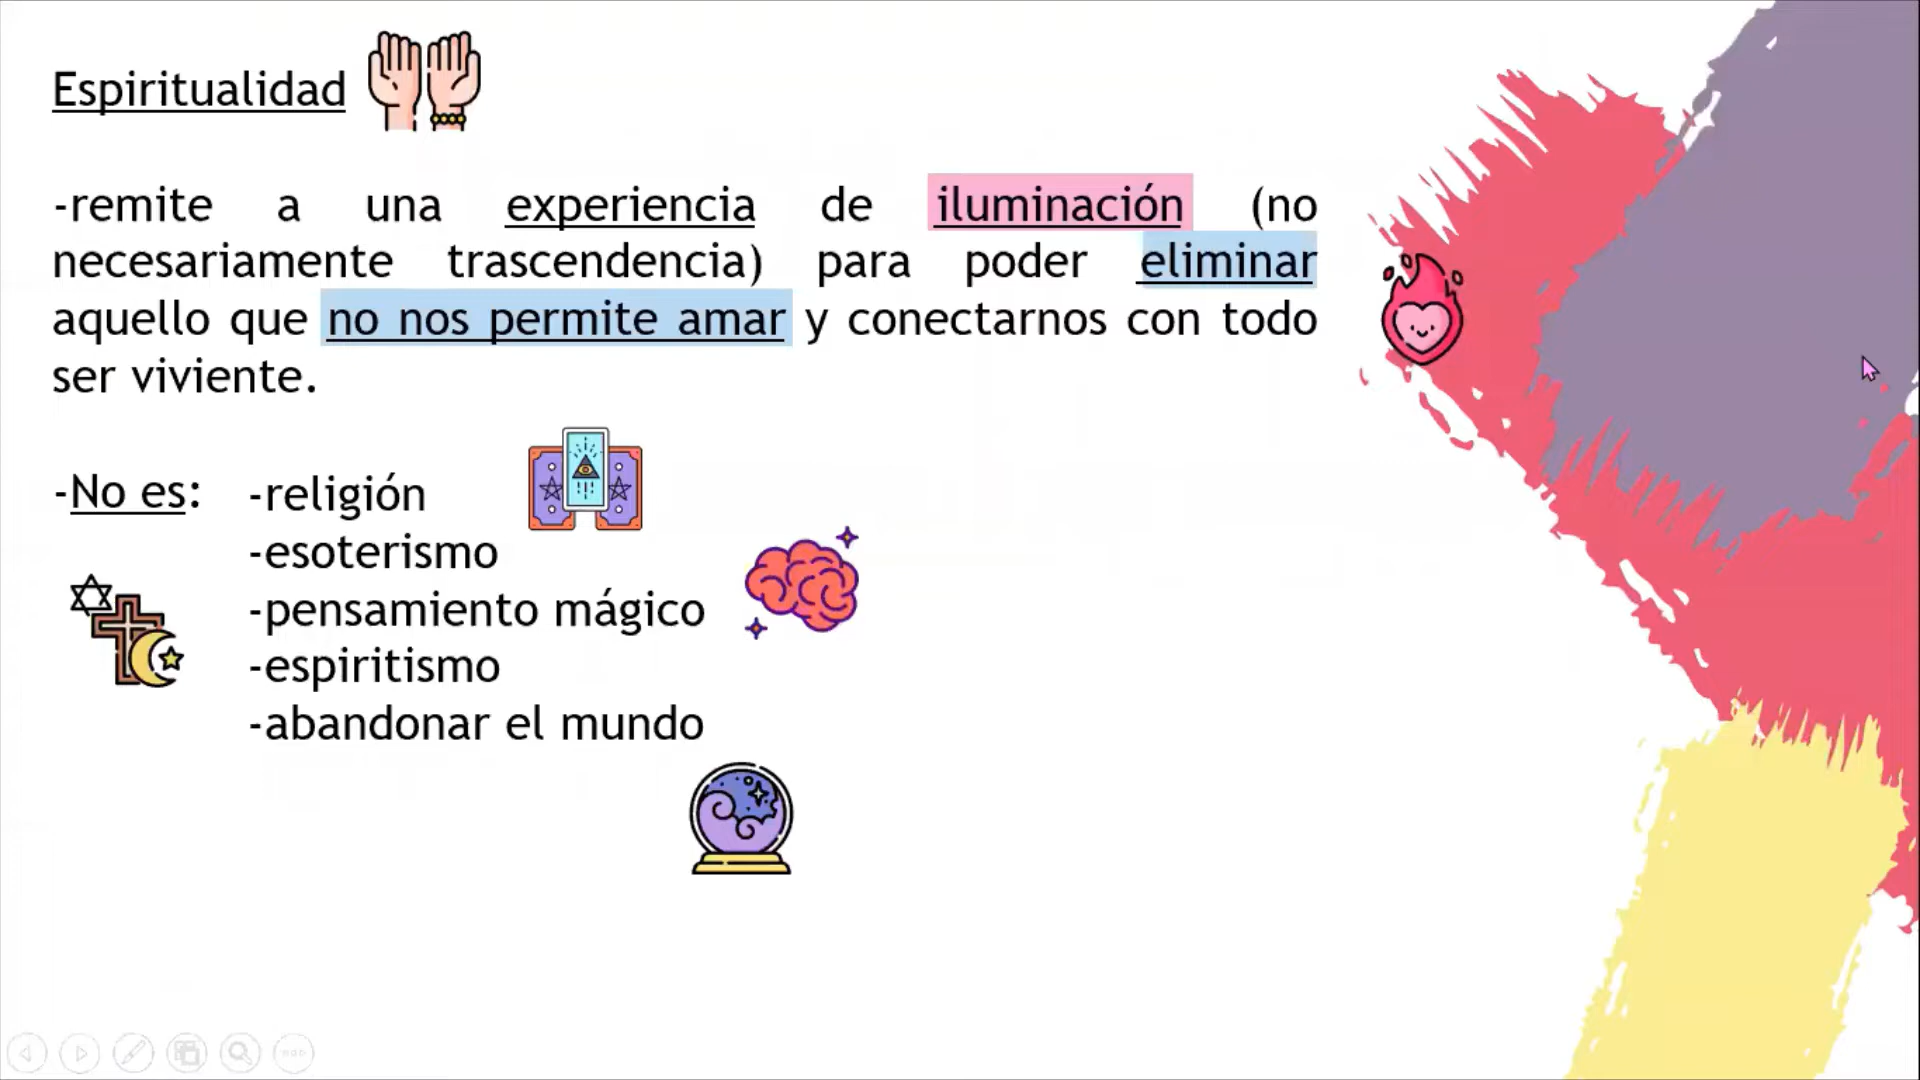 Espiritualidad
-remite a una experiencia de iluminación (no
necesariamente trascendencia) para poder eliminar
aquello que no nos permite amar y conectarnos con todo
ser viviente.
-No es: -religión
-esoterismo
-pensamiento mágico
-espiritismo
-abandonar el mundo